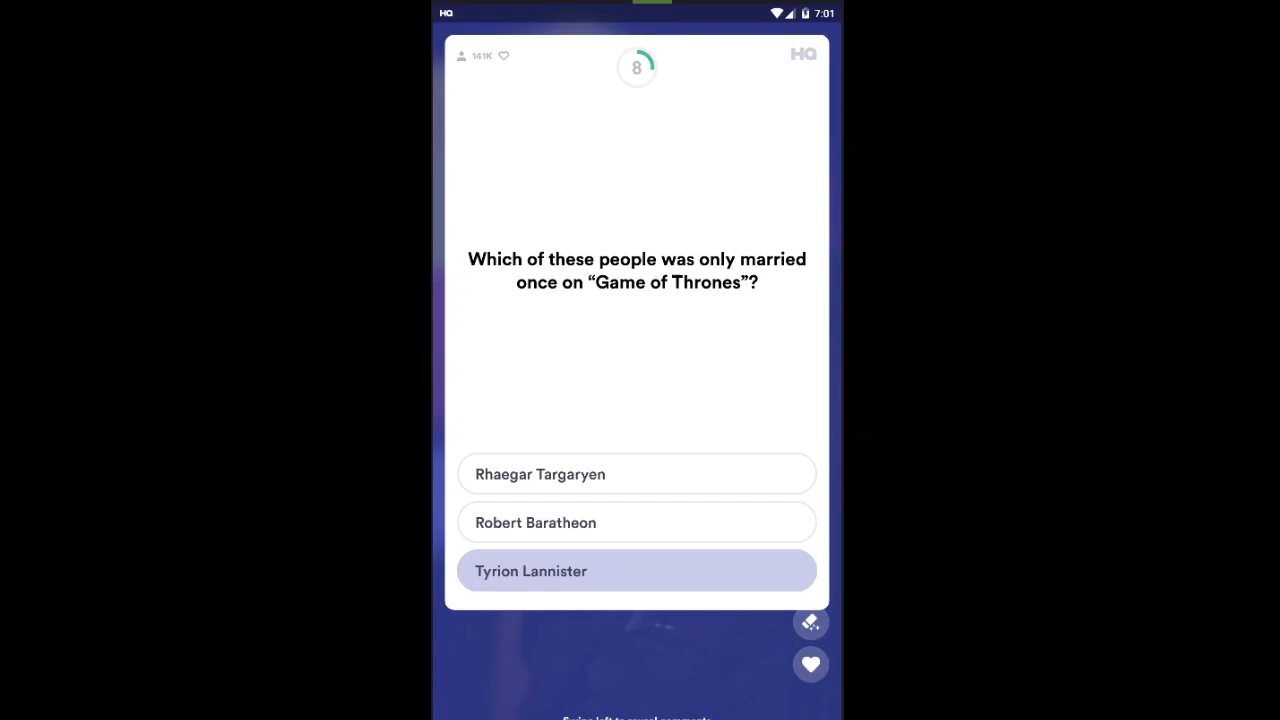 HQ
7:01
141K
8
HQ
Which of these people was only married
once on “Game of Thrones”?
Rhaegar Targaryen
Robert Baratheon
Tyrion Lannister